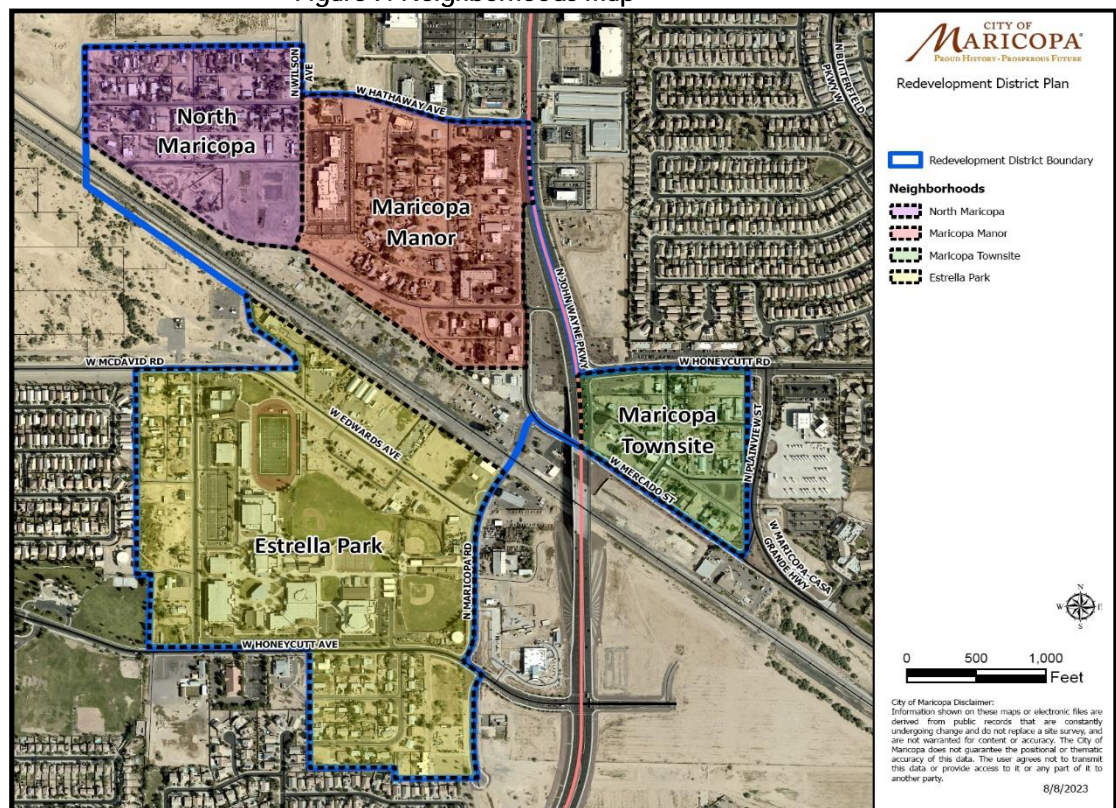 CITY OF
MARICOPA
PROUD HISTORY • PROSPEROUS FUTURE
Redevelopment District Plan
Redevelopment District Boundary
Neighborhoods
North Maricopa
Maricopa Manor
Maricopa Townsite
Estrella Park
N WILSON
AVE
W HATHAWAY AVE
N BUTTERFIELD
PKWY W
North
Maricopa
Maricopa
Manor
N JOHN WAYNE PKWY
W MCDAVID RD
W HONEYCUTT RD
Maricopa
Townsite
N PLAINVIEW ST
W EDWARDS AVE
W MERCADO ST
Estrella Park
N MARICOPA RD
W MARICOPA-CASA
GRANDE HWY
W HONEYCUTT AVE
N
W E
S
0 500 1,000
Feet
City of Maricopa Disclaimer:
Information shown on these maps or electronic files are
derived from public records that are constantly
undergoing change and do not replace a site survey, and
are not warranted for content or accuracy. The City of
Maricopa does not guarantee the positional or thematic
accuracy of this data. The user agrees not to transmit
this data or provide access to it or any part of it to
another party.
8/8/2023